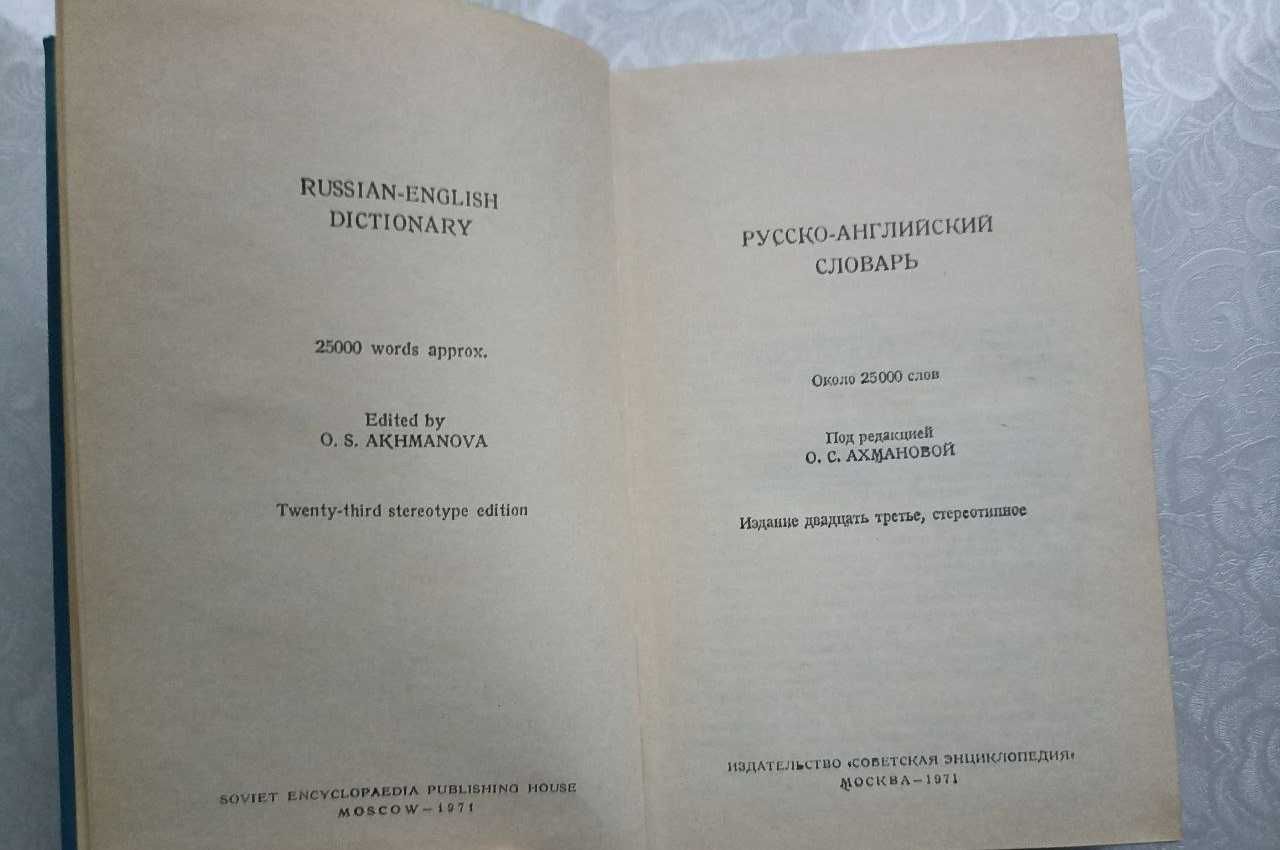 RUSSIAN-ENGLISH
DICTIONARY
25000 words approx.
Edited by
O. S. AKHMANOVA
Twenty-third stereotype edition
SOVIET ENCYCLOPAEDIA PUBLISHING HOUSE
MOSCOW — 1971
РУССКО-АНГЛИЙСКИЙ
СЛОВАРЬ
Около 25000 слов
Под редакцией
О. С. АХМАНОВОЙ
Издание двадцать третье, стереотипное
ИЗДАТЕЛЬСТВО «СОВЕТСКАЯ ЭНЦИКЛОПЕДИЯ»
МОСКВА — 1971